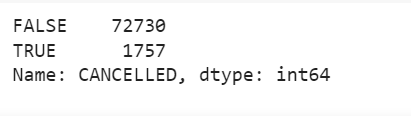 FALSE    72730
TRUE      1757
Name: CANCELLED, dtype: int64